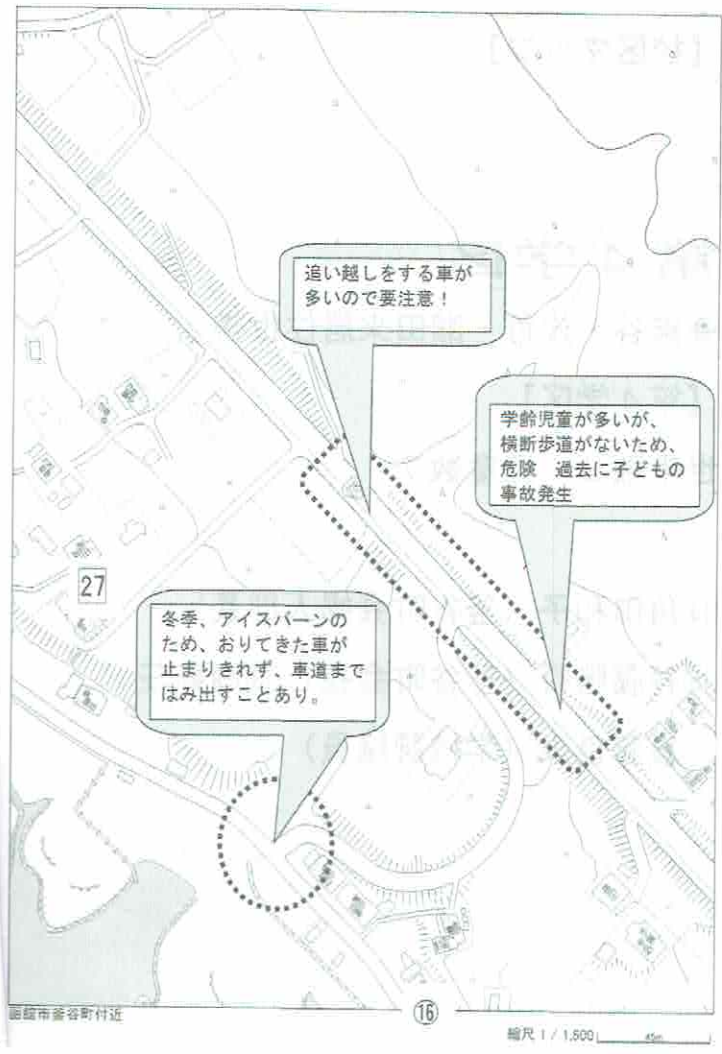 追い越しをする車が
多いので要注意！
学齢児童が多いが、
横断歩道がないため、
危険　過去に子どもの
事故発生
27
冬季、アイスバーンの
ため、おりてきた車が
止まりきれず、車道まで
はみ出すことあり。
函館市釜谷町付近
⑯
縮尺 1 / 1,500
45m